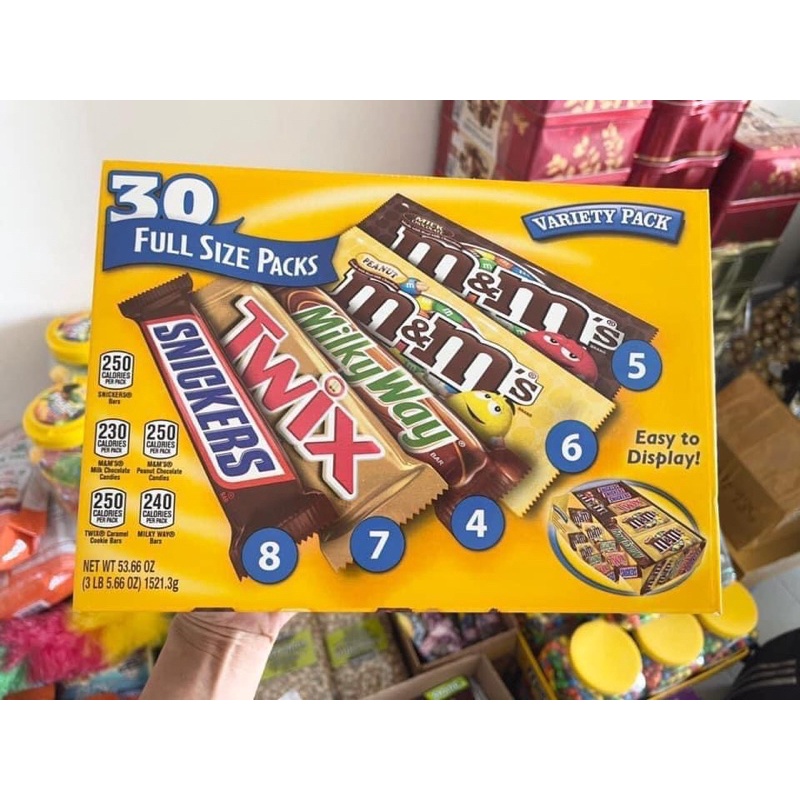 30
FULL SIZE PACKS
VARIETY PACK
MILK
CHOCOLATE
m&m's
BRAND
5
PEANUT
m&m's
BRAND
6
SNICKERS
8
TWIX
7
Milky Way
BAR
4
250
CALORIES
PER PACK
SNICKERS®
Bars
230
CALORIES
PER PACK
M&M'S®
Milk Chocolate
Candies
250
CALORIES
PER PACK
M&M'S®
Peanut Chocolate
Candies
250
CALORIES
PER PACK
TWIX® Caramel
Cookie Bars
240
CALORIES
PER PACK
MILKY WAY®
Bars
Easy to
Display!
NET WT 53.66 OZ
(3 LB 5.66 OZ) 1521.3g